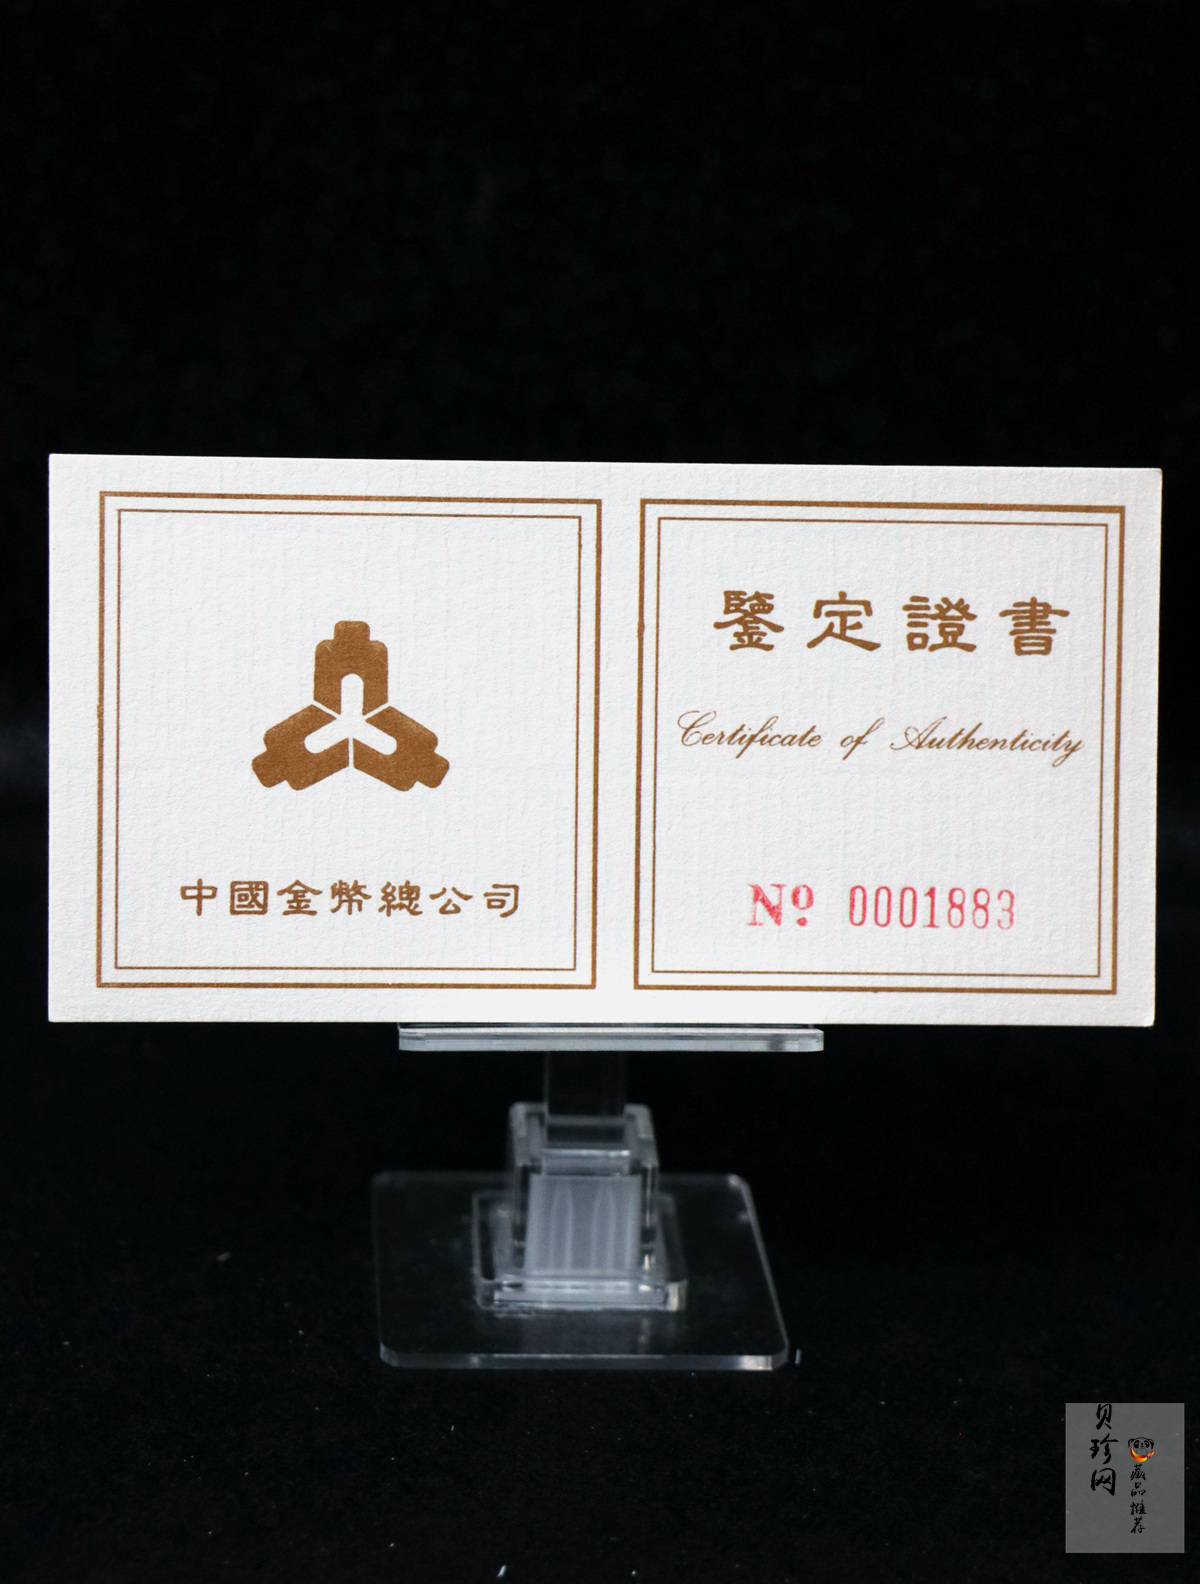 中國金幣總公司
鑒定證書
Certificate of Authenticity
Nº 0001883
贝珍网
藏品推荐